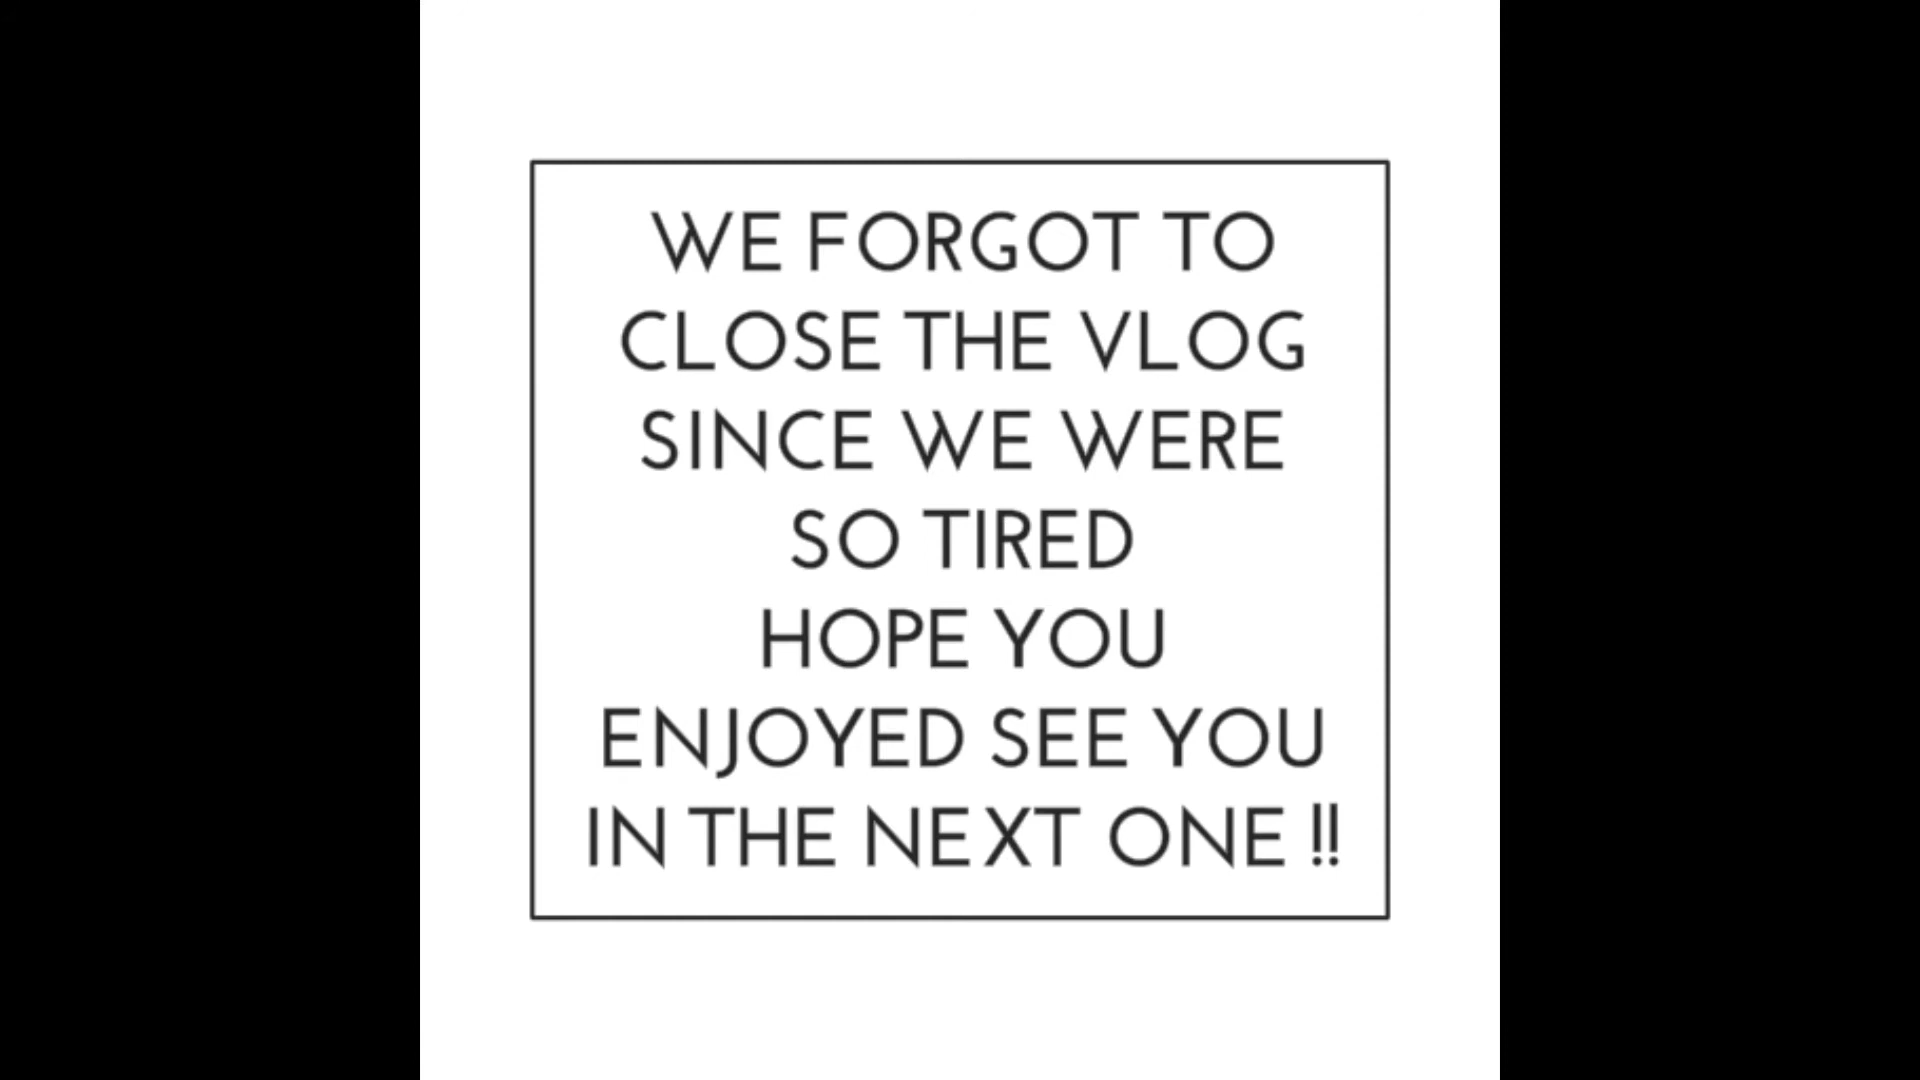 WE FORGOT TO
CLOSE THE VLOG
SINCE WE WERE
SO TIRED
HOPE YOU
ENJOYED SEE YOU
IN THE NEXT ONE !!